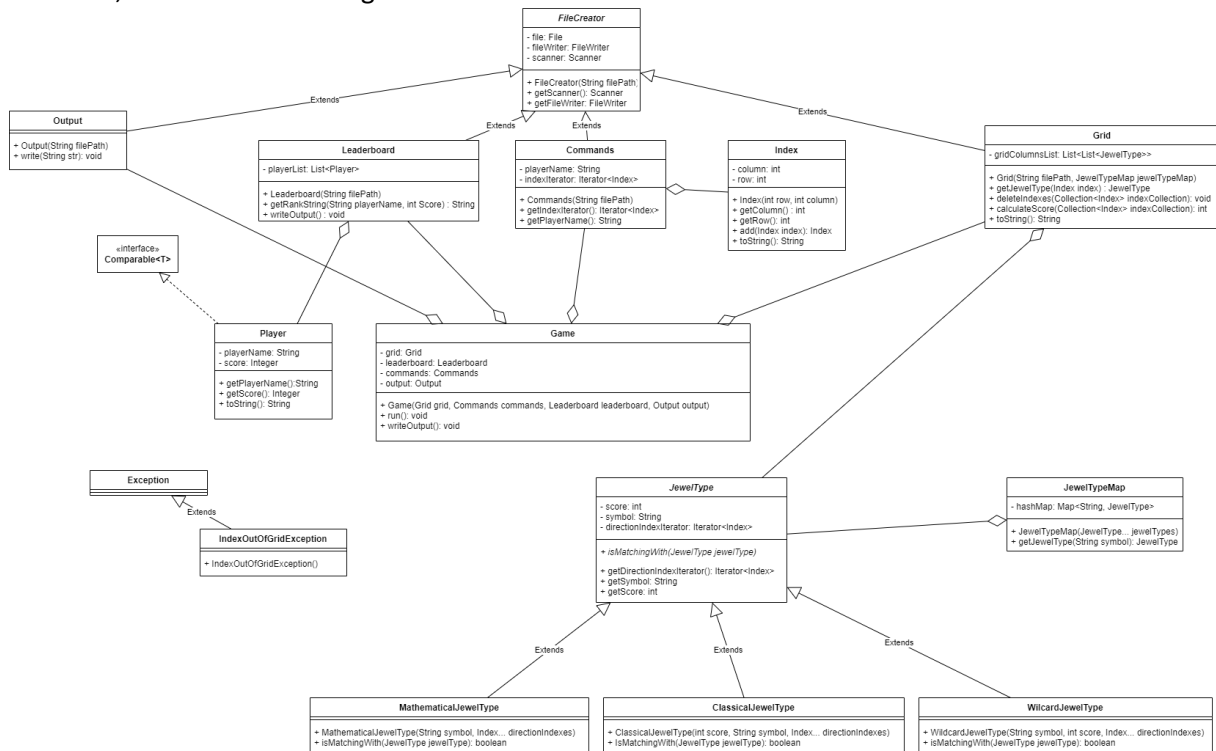 FileCreator
- file: File
- fileWriter: FileWriter
- scanner: Scanner
+ FileCreator(String filePath)
+ getScanner(): Scanner
+ getFileWriter: FileWriter
Extends
Extends
Extends
Extends
Output
+ Output(String filePath)
+ write(String str): void
Leaderboard
- playerList: List<Player>
+ Leaderboard(String filePath)
+ getRankString(String playerName, int Score) : String
+ writeOutput() : void
Commands
- playerName: String
- indexIterator: Iterator<Index>
+ Commands(String filePath)
+ getIndexIterator(): Iterator<Index>
+ getPlayerName(): String
Index
- column: int
- row: int
+ Index(int row, int column)
+ getColumn() : int
+ getRow(): int
+ add(Index index): Index
+ toString(): String
Grid
- gridColumnsList: List<List<JewelType>>
+ Grid(String filePath, JewelTypeMap jewelTypeMap)
+ getJewelType(Index index) : JewelType
+ deleteIndexes(Collection<Index> indexCollection): void
+ calculateScore(Collection<Index> indexCollection): int
+ toString(): String
«interface»
Comparable<T>
Player
- playerName: String
- score: Integer
+ getPlayerName():String
+ getScore(): Integer
+ toString(): String
Game
- grid: Grid
- leaderboard: Leaderboard
- commands: Commands
- output: Output
+ Game(Grid grid, Commands commands, Leaderboard leaderboard, Output output)
+ run(): void
+ writeOutput(): void
Exception
Extends
IndexOutOfGridException
+ IndexOutOfGridException()
JewelType
- score: int
- symbol: String
- directionIndexIterator: Iterator<Index>
+ isMatchingWith(JewelType jewelType)
+ getDirectionIndexIterator(): Iterator<Index>
+ getSymbol: String
+ getScore: int
JewelTypeMap
- hashMap: Map<String, JewelType>
+ JewelTypeMap(JewelType... jewelTypes)
+ getJewelType(String symbol): JewelType
Extends
Extends
Extends
MathematicalJewelType
+ MathematicalJewelType(String symbol, Index... directionIndexes)
+ isMatchingWith(JewelType jewelType): boolean
ClassicalJewelType
+ ClassicalJewelType(int score, String symbol, Index... directionIndexes)
+ IsMatchingWith(JewelType jewelType): boolean
WilcardJewelType
+ WildcardJewelType(String symbol, int score, Index... directionIndexes)
+ isMatchingWith(JewelType jewelType): boolean